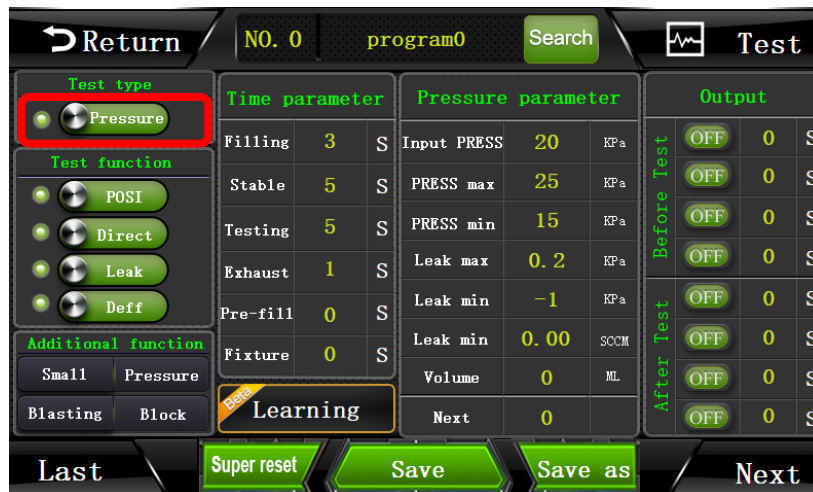 Return NO. 0 program0 Search Test
Test type
Pressure
Test function
POSI
Direct
Leak
Deff
Additional function
Small Pressure
Blasting Block
Time parameter
Filling 3 S
Stable 5 S
Testing 5 S
Exhaust 1 S
Pre-fill 0 S
Fixture 0 S
Beta Learning
Pressure parameter
Input PRESS 20 KPa
PRESS max 25 KPa
PRESS min 15 KPa
Leak max 0.2 KPa
Leak min -1 KPa
Leak min 0.00 SCCM
Volume 0 ML
Next 0
Output
Before Test
OFF 0 S
OFF 0 S
OFF 0 S
OFF 0 S
After Test
OFF 0 S
OFF 0 S
OFF 0 S
OFF 0 S
Last Super reset Save Save as Next